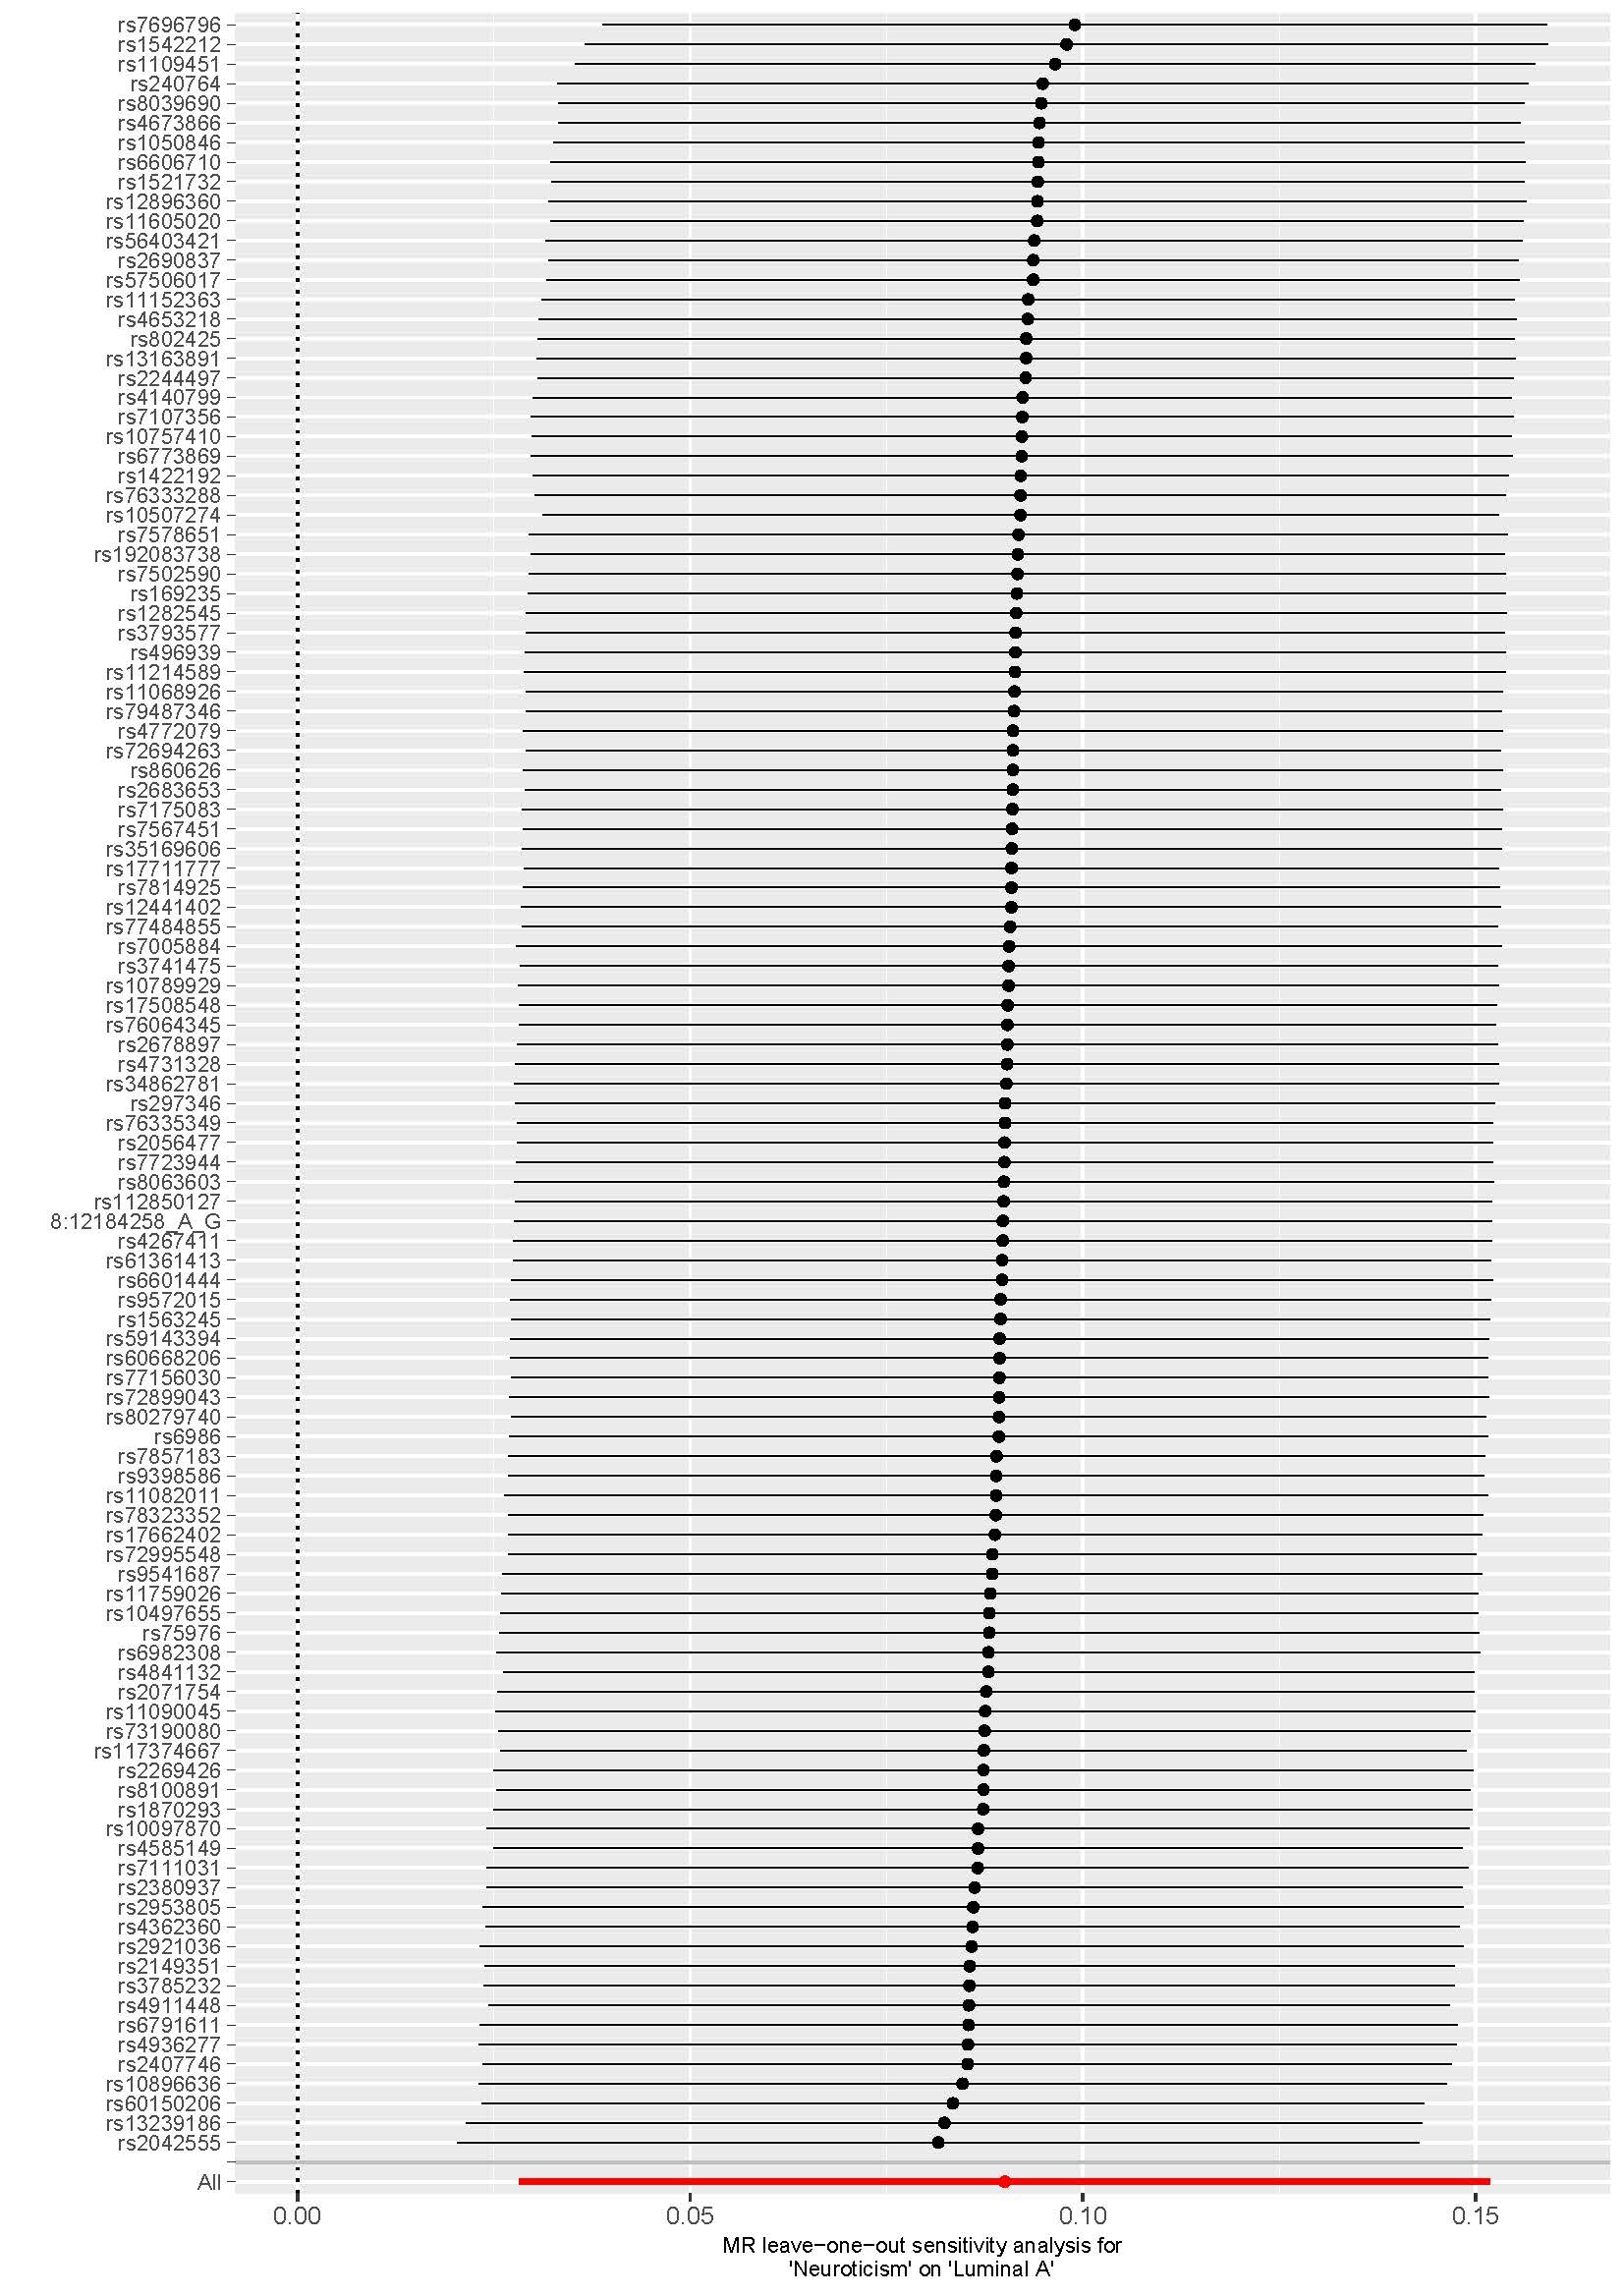 rs7696796
rs1542212
rs1109451
rs240764
rs8039690
rs4673866
rs1050846
rs6606710
rs1521732
rs12896360
rs11605020
rs56403421
rs2690837
rs57506017
rs11152363
rs4653218
rs802425
rs13163891
rs2244497
rs4140799
rs7107356
rs10757410
rs6773869
rs1422192
rs76333288
rs10507274
rs7578651
rs192083738
rs7502590
rs169235
rs1282545
rs3793577
rs496939
rs11214589
rs11068926
rs79487346
rs4772079
rs72694263
rs860626
rs2683653
rs7175083
rs7567451
rs35169606
rs17711777
rs7814925
rs12441402
rs77484855
rs7005884
rs3741475
rs10789929
rs17508548
rs76064345
rs2678897
rs4731328
rs34862781
rs297346
rs76335349
rs2056477
rs7723944
rs8063603
rs112850127
8:12184258_A_G
rs4267411
rs61361413
rs6601444
rs9572015
rs1563245
rs59143394
rs60668206
rs77156030
rs72899043
rs80279740
rs6986
rs7857183
rs9398586
rs11082011
rs78323352
rs17662402
rs72995548
rs9541687
rs11759026
rs10497655
rs75976
rs6982308
rs4841132
rs2071754
rs11090045
rs73190080
rs117374667
rs2269426
rs8100891
rs1870293
rs10097870
rs4585149
rs7111031
rs2380937
rs2953805
rs4362360
rs2921036
rs2149351
rs3785232
rs4911448
rs6791611
rs4936277
rs2407746
rs10896636
rs60150206
rs13239186
rs2042555
All
0.00 0.05 0.10 0.15
MR leave−one−out sensitivity analysis for
'Neuroticism' on 'Luminal A'